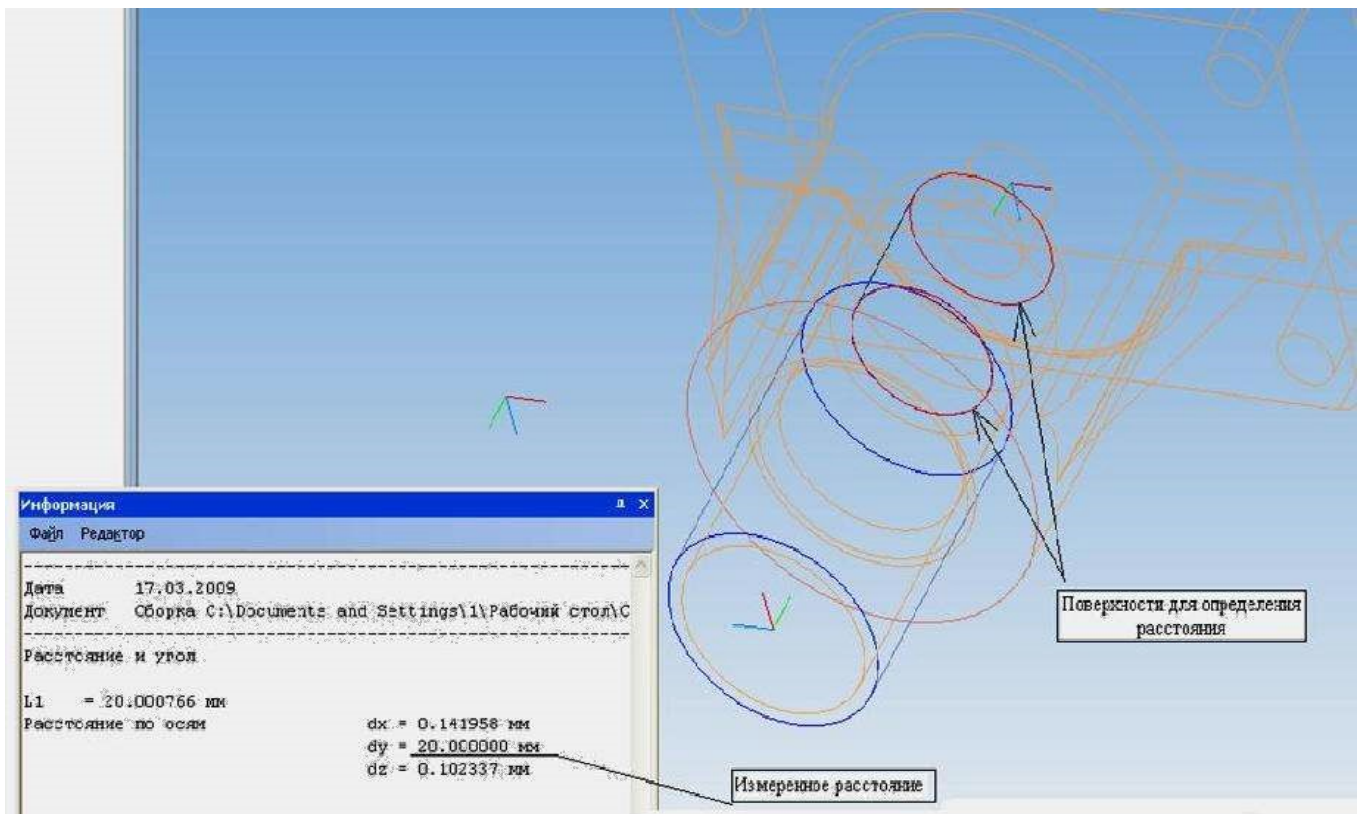 Информация
Файл Редактор
Дата 17.03.2009
Документ Сборка C:\Documents and Settings\1\Рабочий стол\С
Расстояние и угол
L1 = 20.000766 мм
Расстояние по осям dx = 0.141958 мм
dy = 20.000000 мм
dz = 0.102337 мм
Поверхности для определения
расстояния
Измеренное расстояние